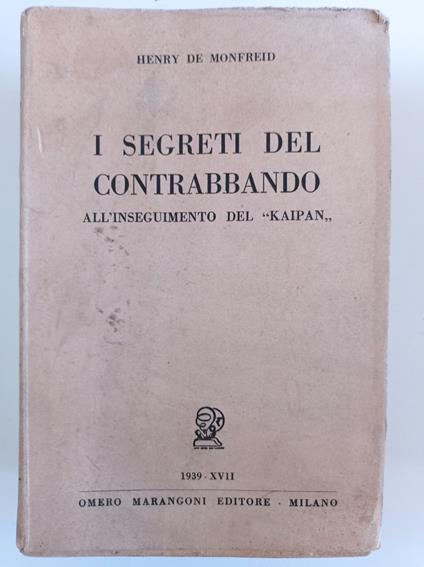 HENRY DE MONFREID
I SEGRETI DEL
CONTRABBANDO
ALL'INSEGUIMENTO DEL “KAIPAN„
1939 - XVII
OMERO MARANGONI EDITORE - MILANO